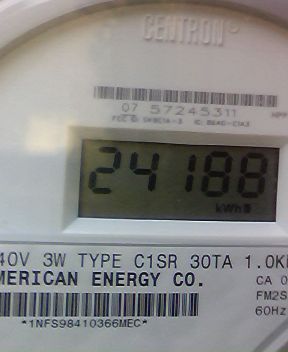 CENTRON
07 57245311
24188
kWh
40V 3W TYPE C1SR 30TA 1.0K
MERICAN ENERGY CO.
CA 0
FM2S
60Hz
*1NFS98410366MEC*